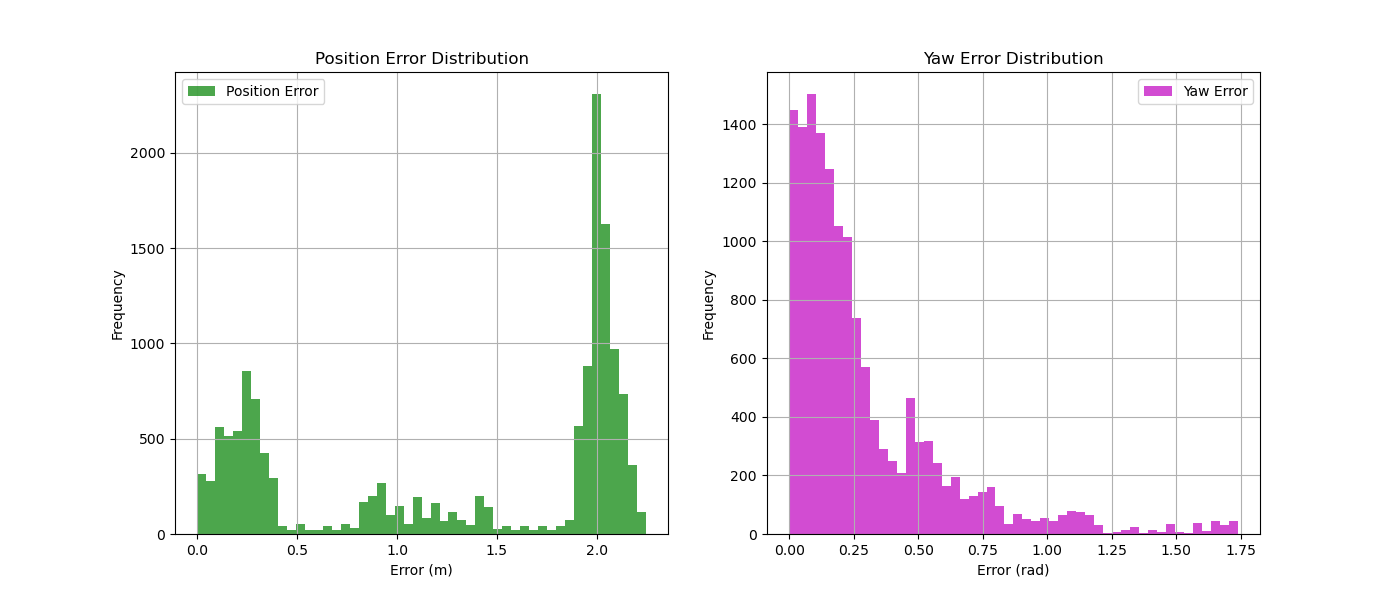 Position Error Distribution
Position Error
Frequency
2000
1500
1000
500
0
0.0 0.5 1.0 1.5 2.0
Error (m)
Yaw Error Distribution
Yaw Error
Frequency
1400
1200
1000
800
600
400
200
0
0.00 0.25 0.50 0.75 1.00 1.25 1.50 1.75
Error (rad)